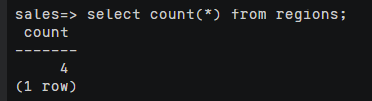 sales=> select count(*) from regions;
 count
-------
     4
(1 row)